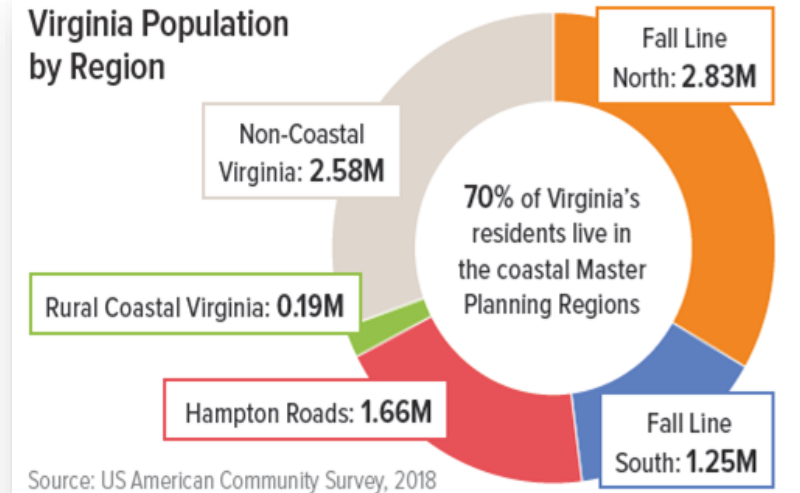 Virginia Population
by Region
Fall Line
North: 2.83M
Non-Coastal
Virginia: 2.58M
70% of Virginia's
residents live in
the coastal Master
Planning Regions
Rural Coastal Virginia: 0.19M
Hampton Roads: 1.66M
Fall Line
South: 1.25M
Source: US American Community Survey, 2018